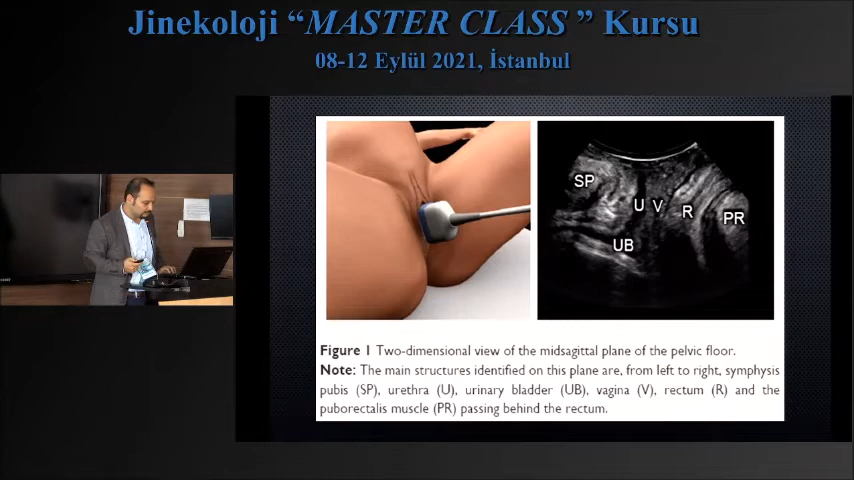 Jinekoloji “MASTER CLASS ” Kursu
08-12 Eylül 2021, İstanbul
SP
U V R PR
UB
Figure 1 Two-dimensional view of the midsagittal plane of the pelvic floor.
Note: The main structures identified on this plane are, from left to right, symphysis
pubis (SP), urethra (U), urinary bladder (UB), vagina (V), rectum (R) and the
puborectalis muscle (PR) passing behind the rectum.